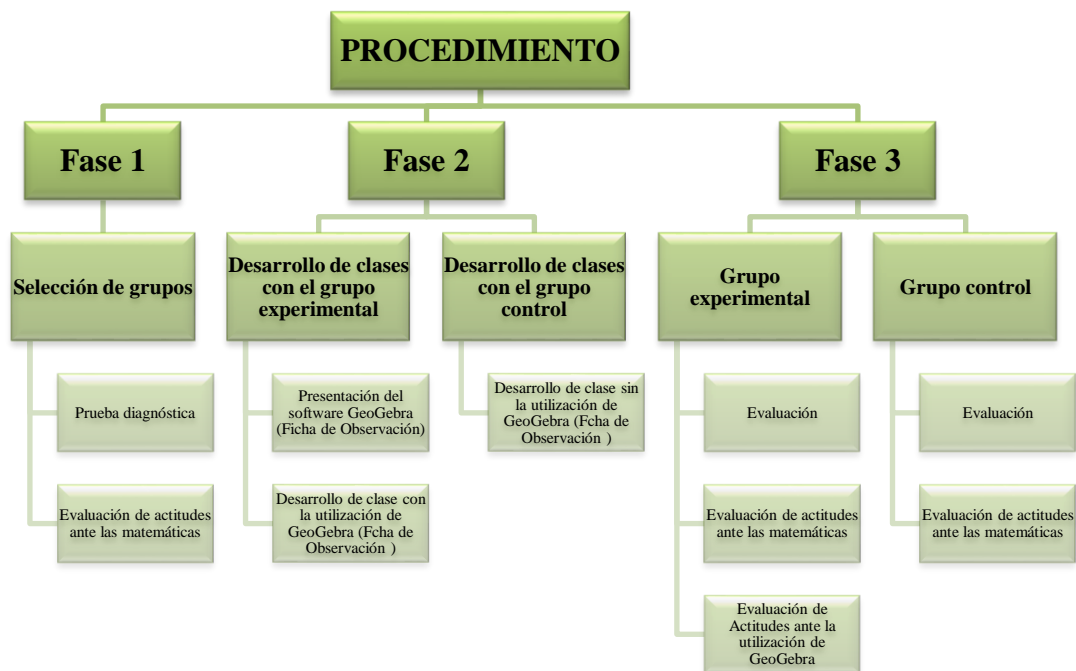 PROCEDIMIENTO
Fase 1
Selección de grupos
Prueba diagnóstica
Evaluación de actitudes
ante las matemáticas
Fase 2
Desarrollo de clases
con el grupo
experimental
Presentación del
software GeoGebra
(Ficha de Observación)
Desarrollo de clase con
la utilización de
GeoGebra (Fcha de
Observación )
Desarrollo de clases
con el grupo
control
Desarrollo de clase sin
la utilización de
GeoGebra (Fcha de
Observación )
Fase 3
Grupo
experimental
Evaluación
Evaluación de actitudes
ante las matemáticas
Evaluación de
Actitudes ante la
utilización de
GeoGebra
Grupo control
Evaluación
Evaluación de actitudes
ante las matemáticas